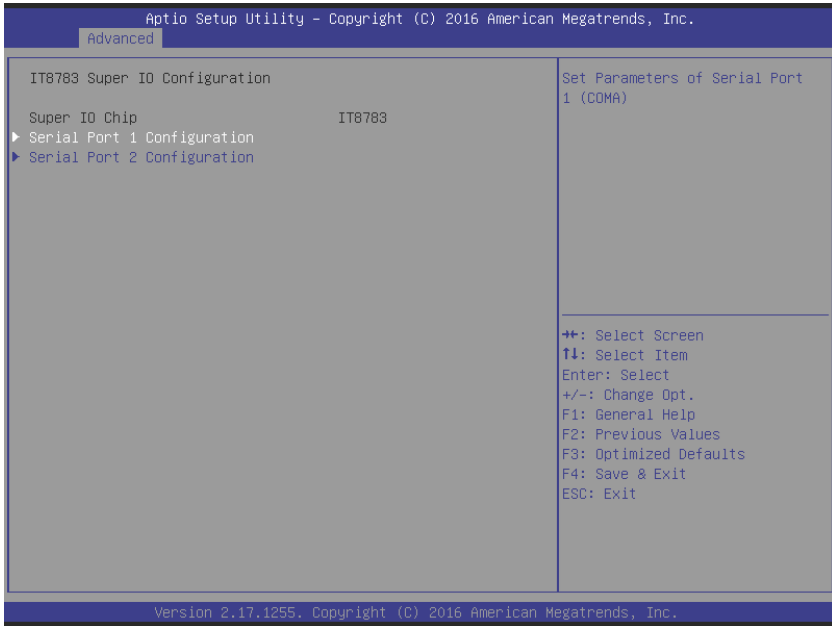 Aptio Setup Utility – Copyright (C) 2016 American Megatrends, Inc.
Advanced
IT8783 Super IO Configuration
Super IO Chip IT8783
Serial Port 1 Configuration
Serial Port 2 Configuration
Set Parameters of Serial Port
1 (COMA)
→←: Select Screen
↑↓: Select Item
Enter: Select
+/-: Change Opt.
F1: General Help
F2: Previous Values
F3: Optimized Defaults
F4: Save & Exit
ESC: Exit
Version 2.17.1255. Copyright (C) 2016 American Megatrends, Inc.